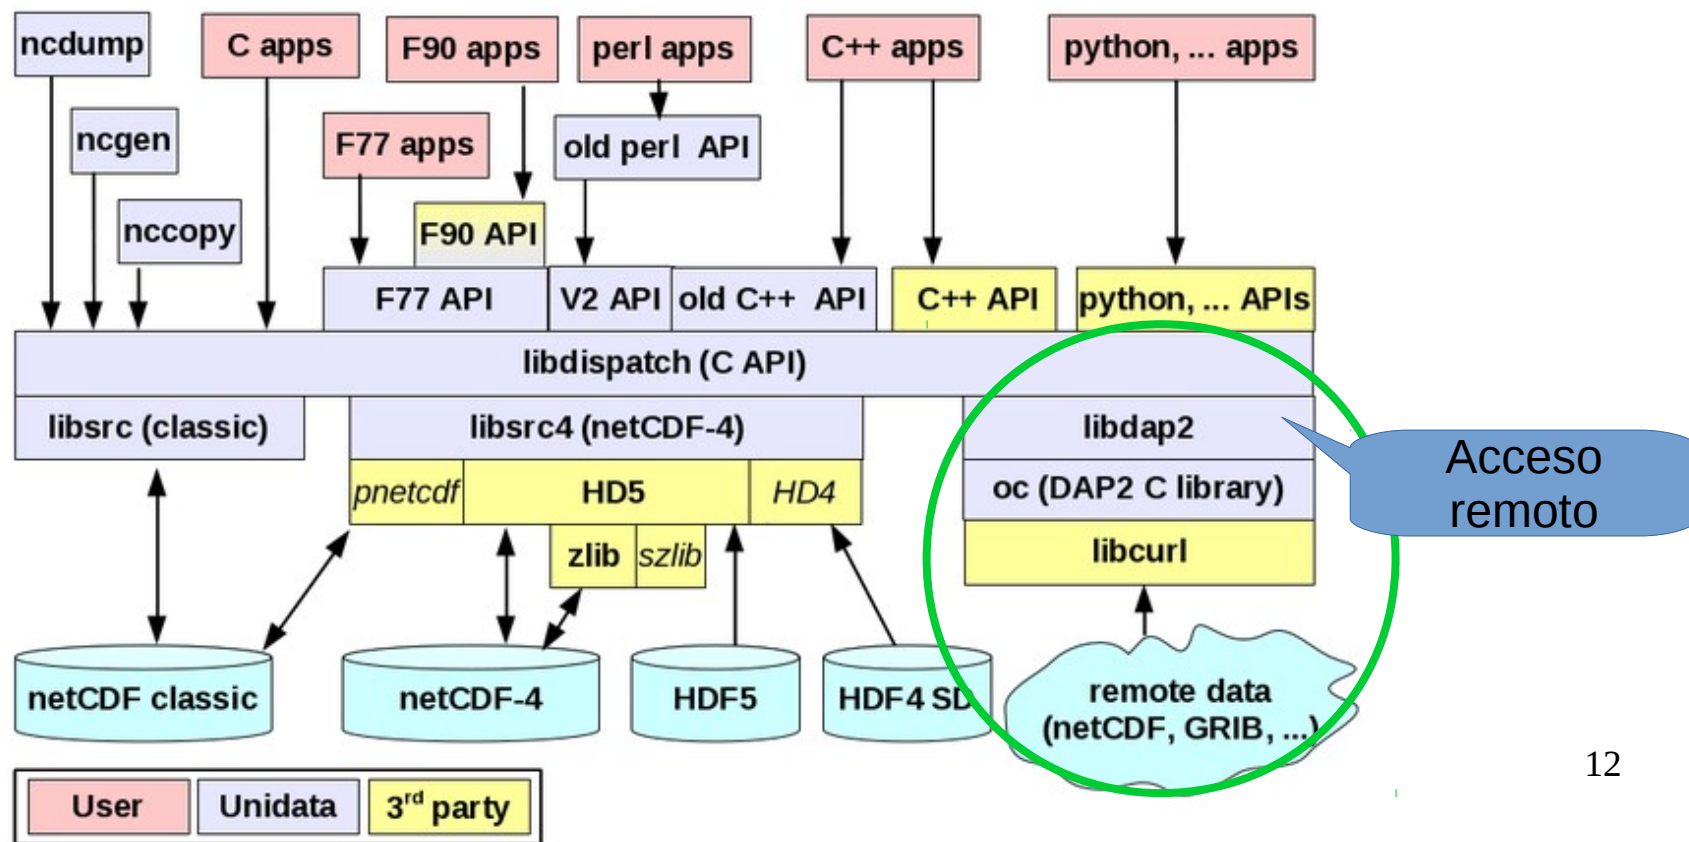 ncdump
C apps
F90 apps
perl apps
C++ apps
python, ... apps
ncgen
F77 apps
old perl API
nccopy
F90 API
F77 API
V2 API
old C++ API
C++ API
python, ... APIs
libdispatch (C API)
libsrc (classic)
libsrc4 (netCDF-4)
libdap2
Acceso
remoto
pnetcdf
HD5
HD4
oc (DAP2 C library)
zlib
szlib
libcurl
netCDF classic
netCDF-4
HDF5
HDF4 SD
remote data
(netCDF, GRIB, ...)
12
User
Unidata
3rd party